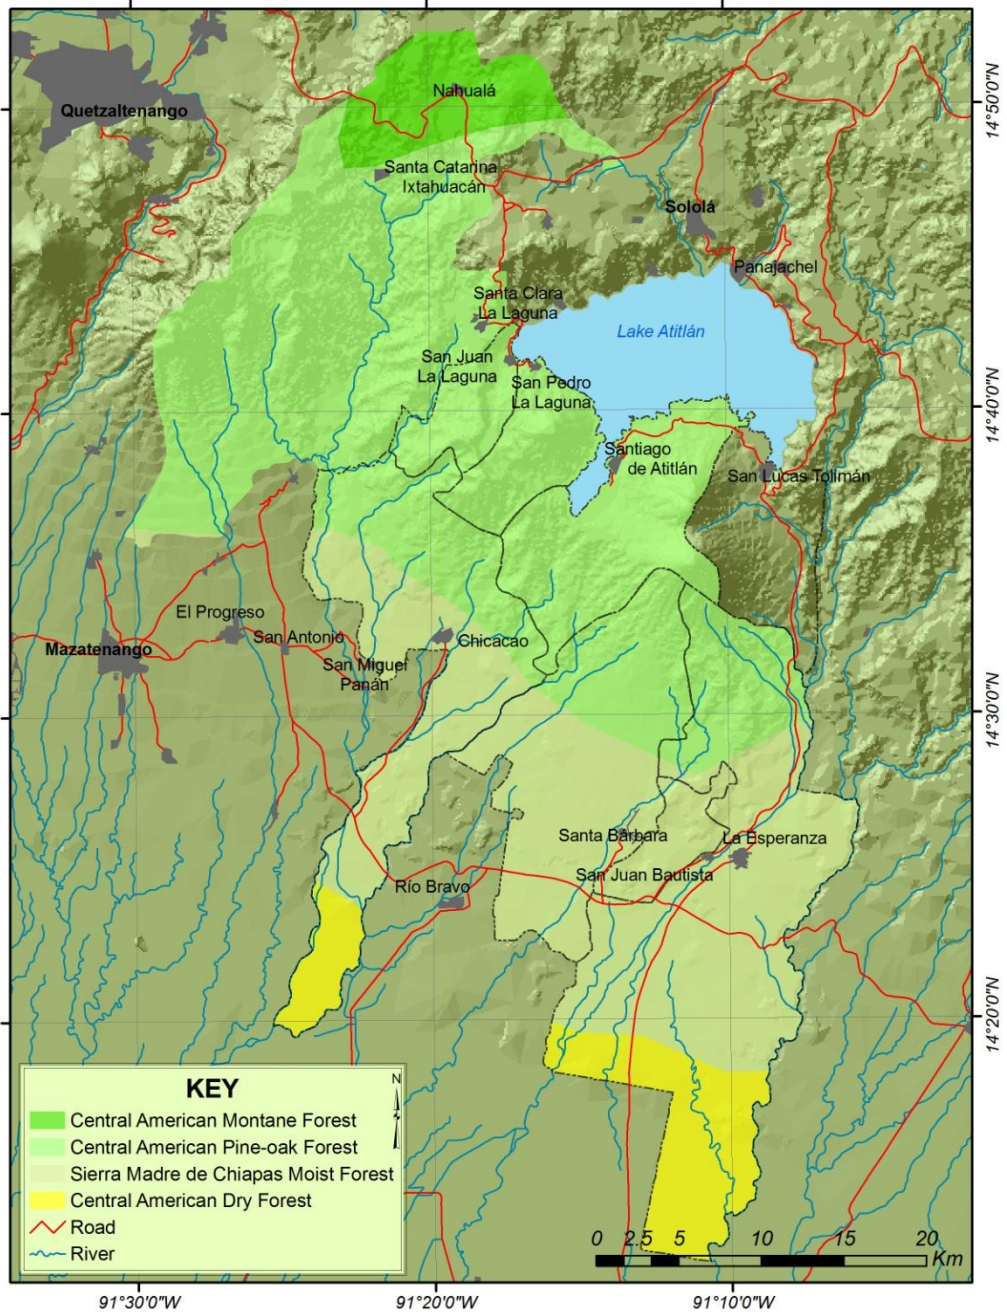 Nahualá
Quetzaltenango
14°50'0"N
Santa Catarina
Ixtahuacán
Sololá
Panajachel
Santa Clara
La Laguna
Lake Atitlán
San Juan
La Laguna
San Pedro
La Laguna
14°40'0"N
Santiago
de Atitlán
San Lucas Tolimán
El Progreso
San Antonio
Chicacao
Mazatenango
San Miguel
Panán
14°30'0"N
Santa Bárbara
La Esperanza
San Juan Bautista
Río Bravo
14°20'0"N
KEY
N
Central American Montane Forest
Central American Pine-oak Forest
Sierra Madre de Chiapas Moist Forest
Central American Dry Forest
Road
River
0 2.5 5 10 15 20
Km
91°30'0"W
91°20'0"W
91°10'0"W